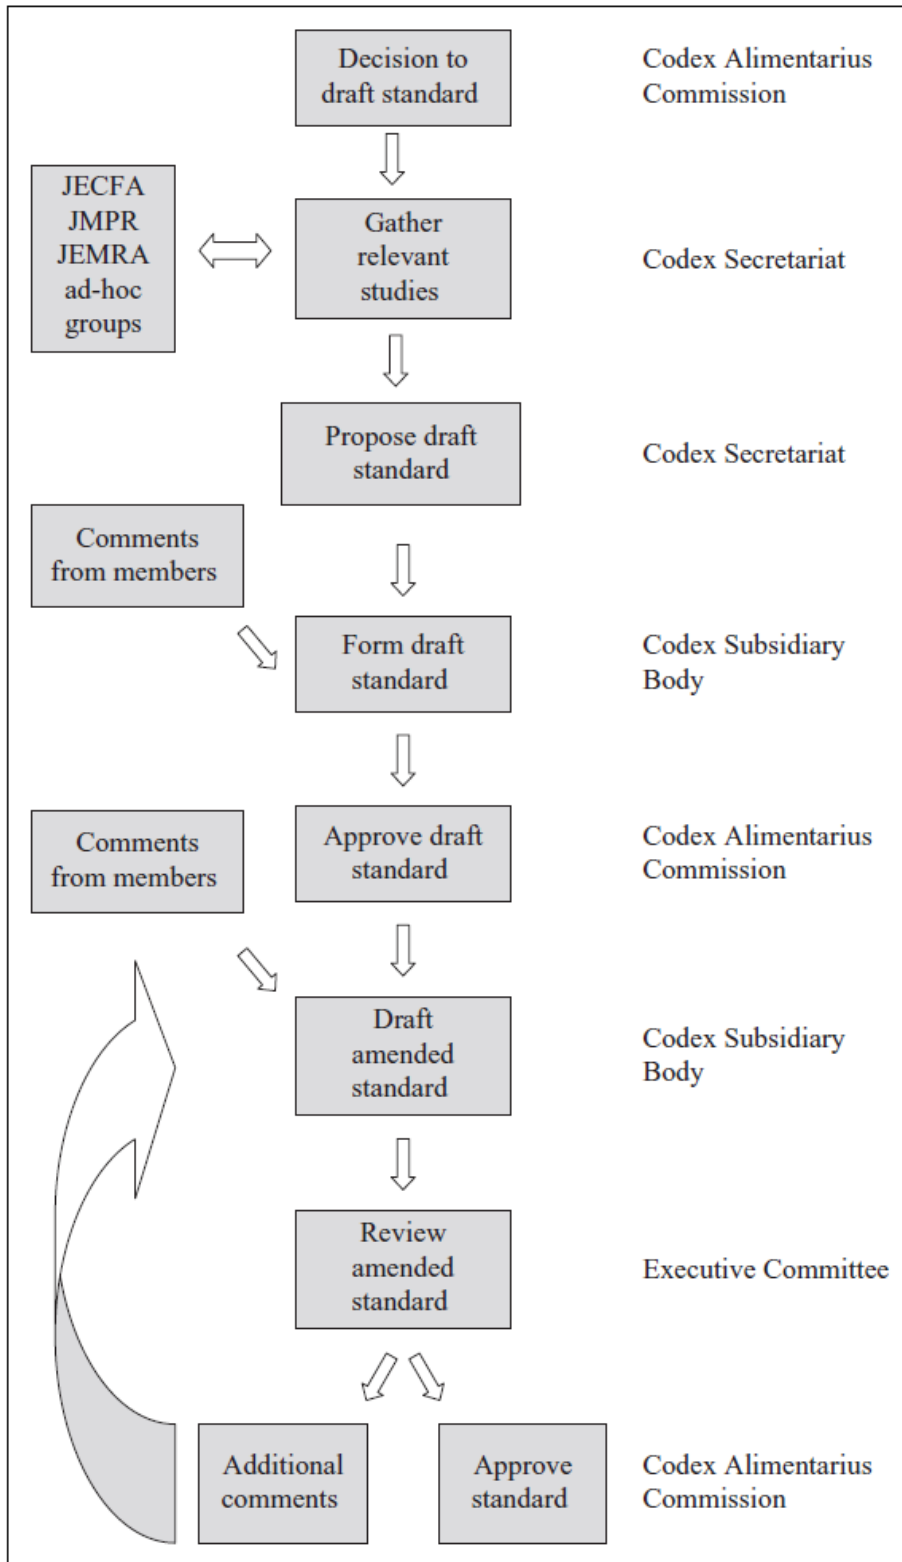 Decision to
draft standard
Codex Alimentarius
Commission
JECFA
JMPR
JEMRA
ad-hoc
groups
Gather
relevant
studies
Codex Secretariat
Propose draft
standard
Codex Secretariat
Comments
from members
Form draft
standard
Codex Subsidiary
Body
Comments
from members
Approve draft
standard
Codex Alimentarius
Commission
Draft
amended
standard
Codex Subsidiary
Body
Review
amended
standard
Executive Committee
Additional
comments
Approve
standard
Codex Alimentarius
Commission